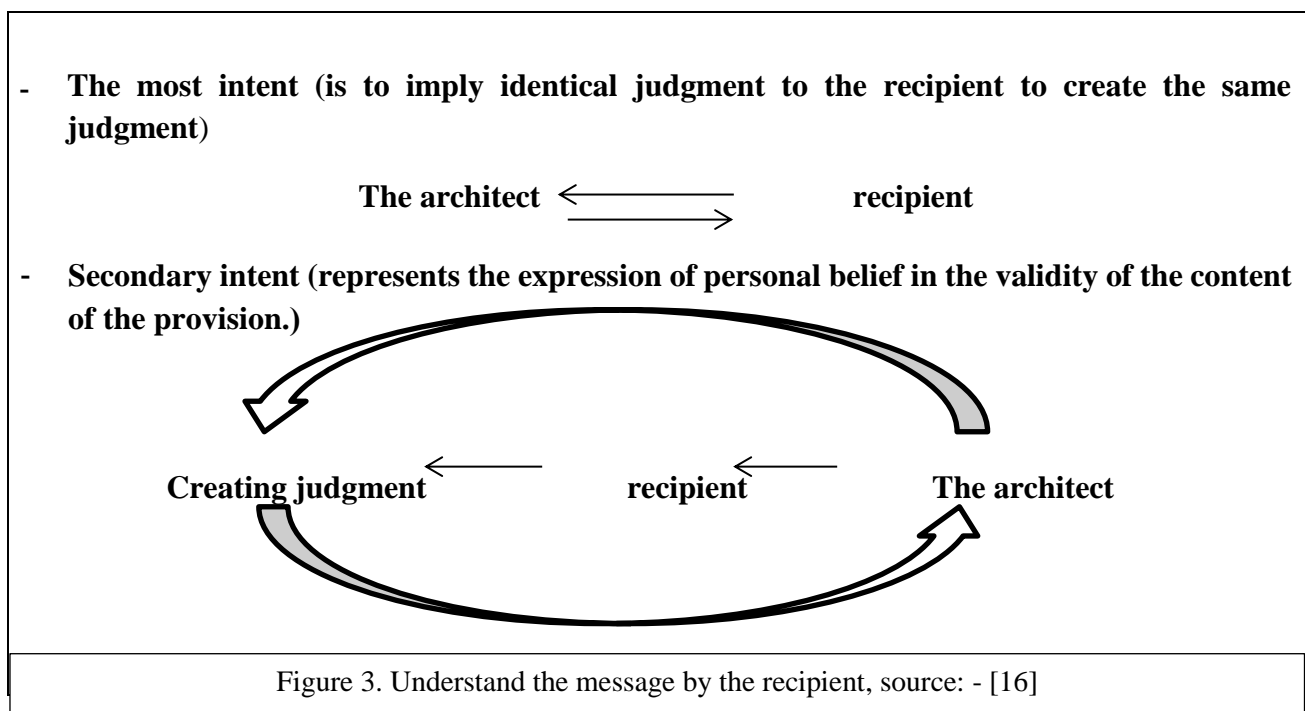 - The most intent (is to imply identical judgment to the recipient to create the same
judgment)
The architect recipient
- Secondary intent (represents the expression of personal belief in the validity of the content
of the provision.)
Creating judgment recipient The architect
Figure 3. Understand the message by the recipient, source: - [16]